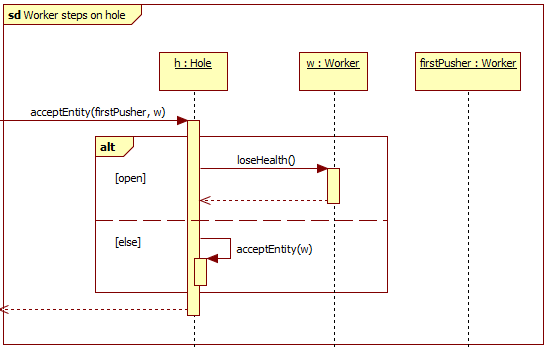 sd Worker steps on hole
h : Hole
w : Worker
firstPusher : Worker
acceptEntity(firstPusher, w)
alt
loseHealth()
[open]
[else]
acceptEntity(w)